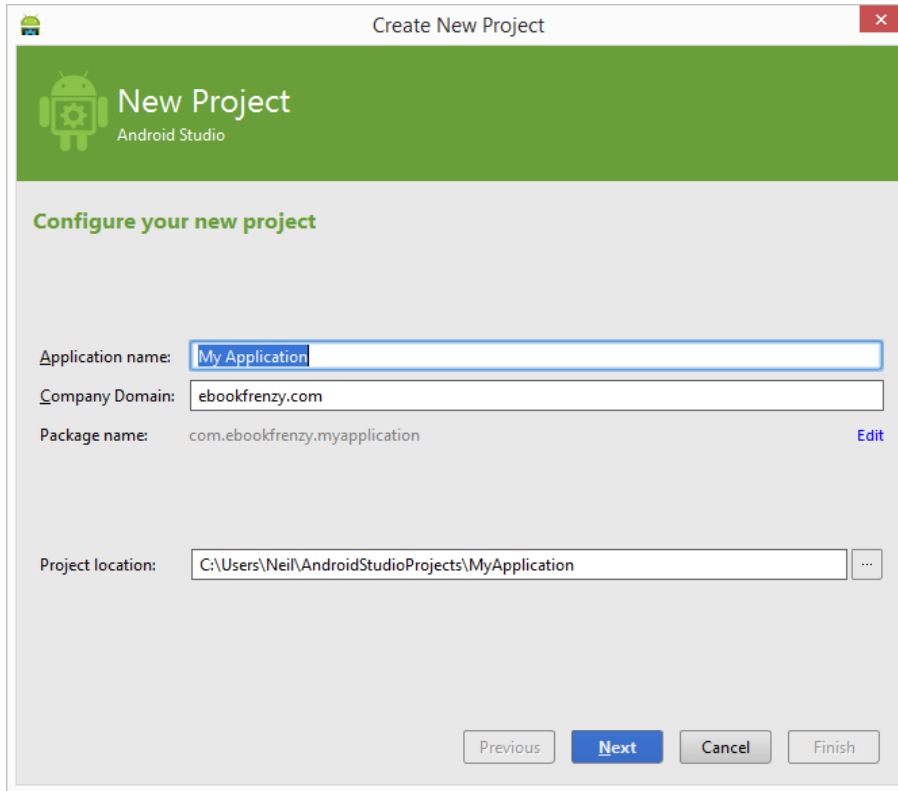 Create New Project
New Project
Android Studio
Configure your new project
Application name: My Application
Company Domain: ebookfrenzy.com
Package name: com.ebookfrenzy.myapplication Edit
Project location: C:\Users\Neil\AndroidStudioProjects\MyApplication ...
Previous Next Cancel Finish